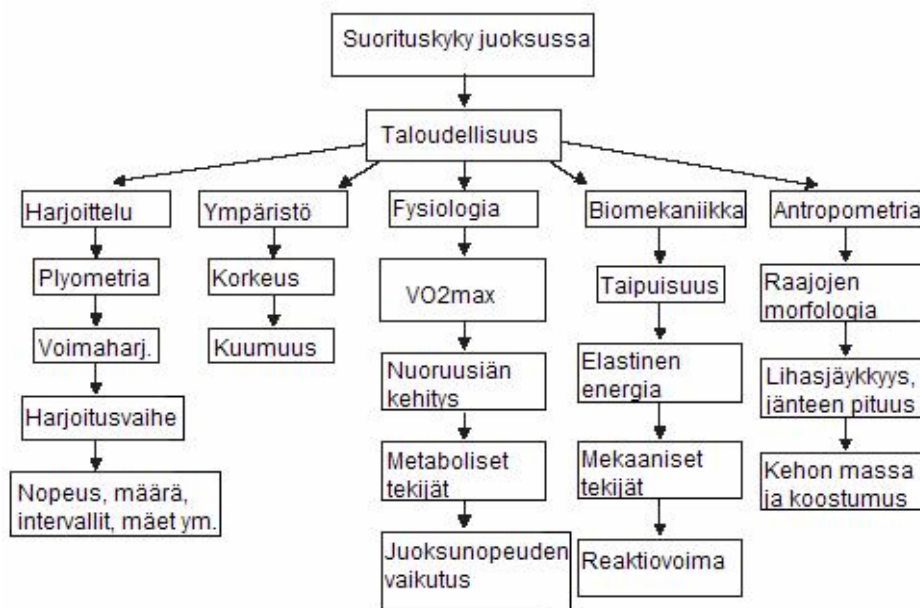 Suorituskyky juoksussa
Taloudellisuus
Harjoittelu
Ympäristö
Fysiologia
Biomekaniikka
Antropometria
Plyometria
Korkeus
VO2max
Taipuisuus
Raajojen
morfologia
Voimaharj.
Kuumuus
Nuoruusiän
kehitys
Elastinen
energia
Lihasjäykkyys,
jänteen pituus
Harjoitusvaihe
Metaboliset
tekijät
Mekaaniset
tekijät
Kehon massa
ja koostumus
Nopeus, määrä,
intervallit, mäet ym.
Juoksunopeuden
vaikutus
Reaktiovoima